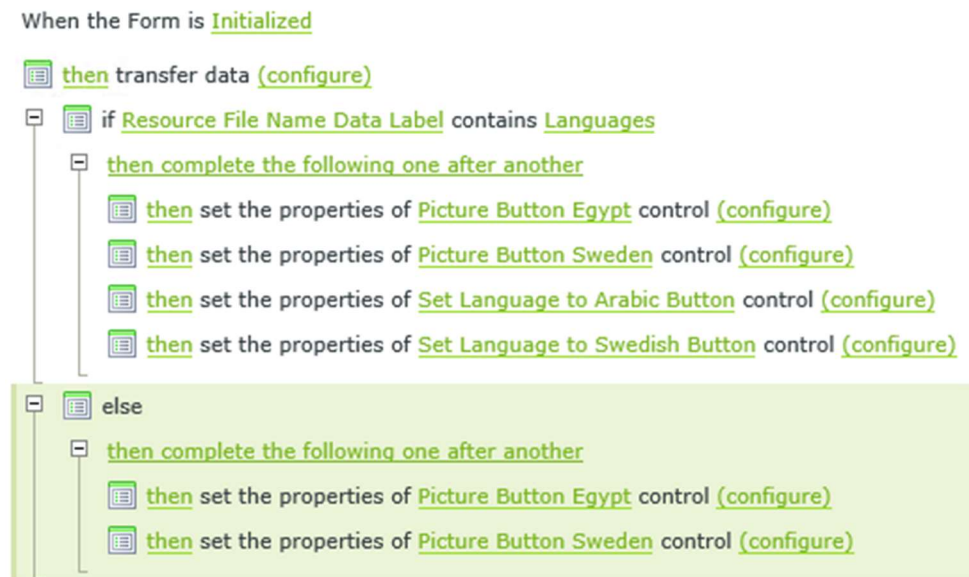 When the Form is Initialized
then transfer data (configure)
if Resource File Name Data Label contains Languages
then complete the following one after another
then set the properties of Picture Button Egypt control (configure)
then set the properties of Picture Button Sweden control (configure)
then set the properties of Set Language to Arabic Button control (configure)
then set the properties of Set Language to Swedish Button control (configure)
else
then complete the following one after another
then set the properties of Picture Button Egypt control (configure)
then set the properties of Picture Button Sweden control (configure)